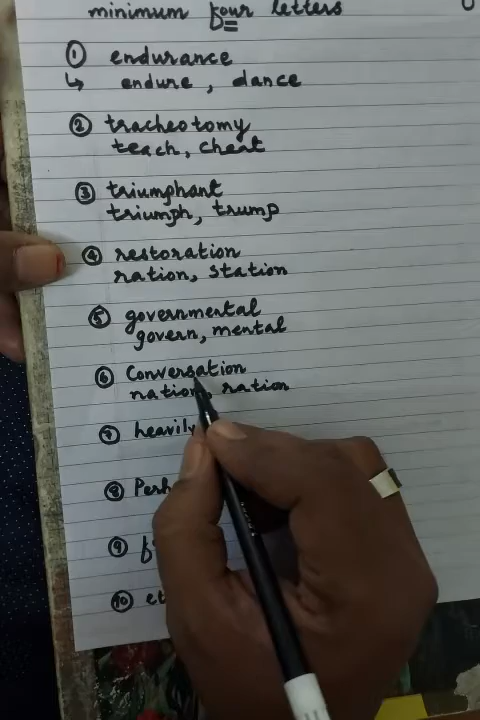 minimum four letters
① endurance
↳ endure, dance
② tracheotomy
teach, cheat
③ triumphant
triumph, trump
④ restoration
ration, station
⑤ governmental
govern, mental
⑥ Conversation
nation, ration
⑦ heavily
⑧
⑨
⑩